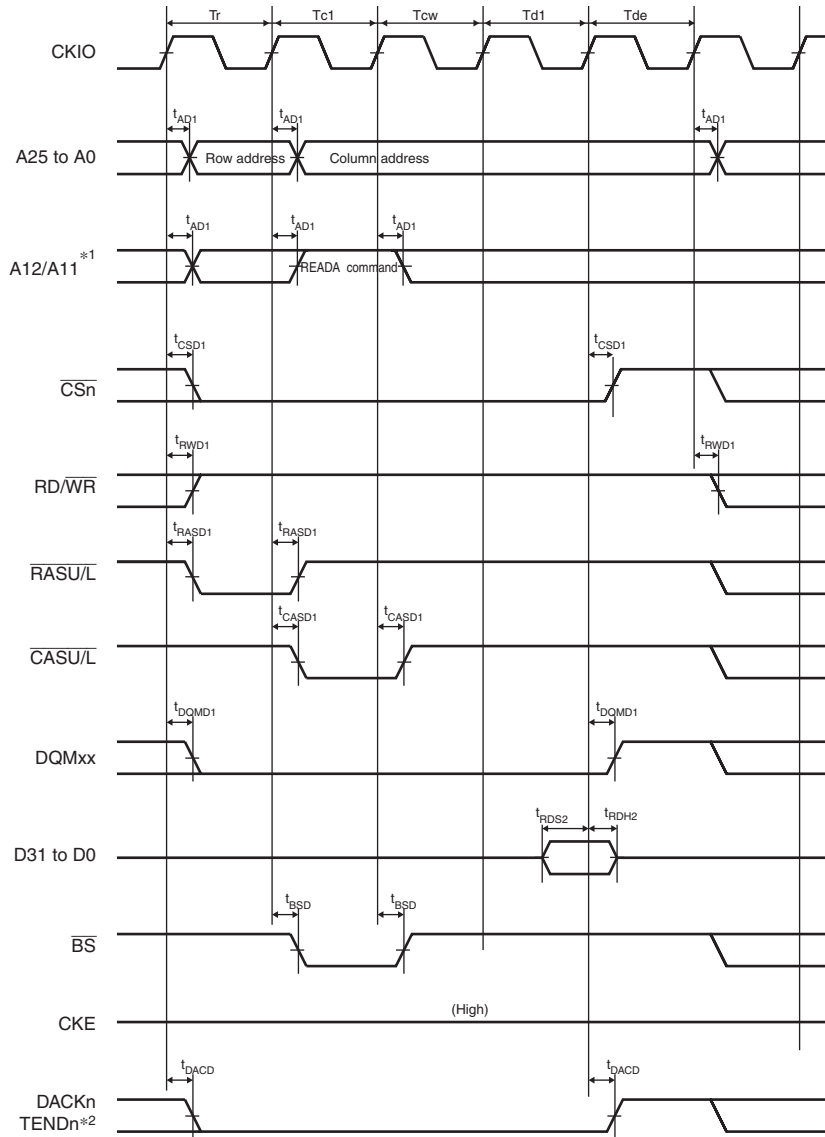 Tr Tc1 Tcw Td1 Tde
CKIO
tAD1 tAD1 tAD1
A25 to A0 Row address Column address
tAD1 tAD1 tAD1
A12/A11*1 READA command
tCSD1 tCSD1
CSn
tRWD1 tRWD1
RD/WR
tRASD1 tRASD1
RASU/L
tCASD1 tCASD1
CASU/L
tDQMD1 tDQMD1
DQMxx
tRDS2 tRDH2
D31 to D0
tBSD tBSD
BS
(High)
CKE
tDACD tDACD
DACKn
TENDn*2